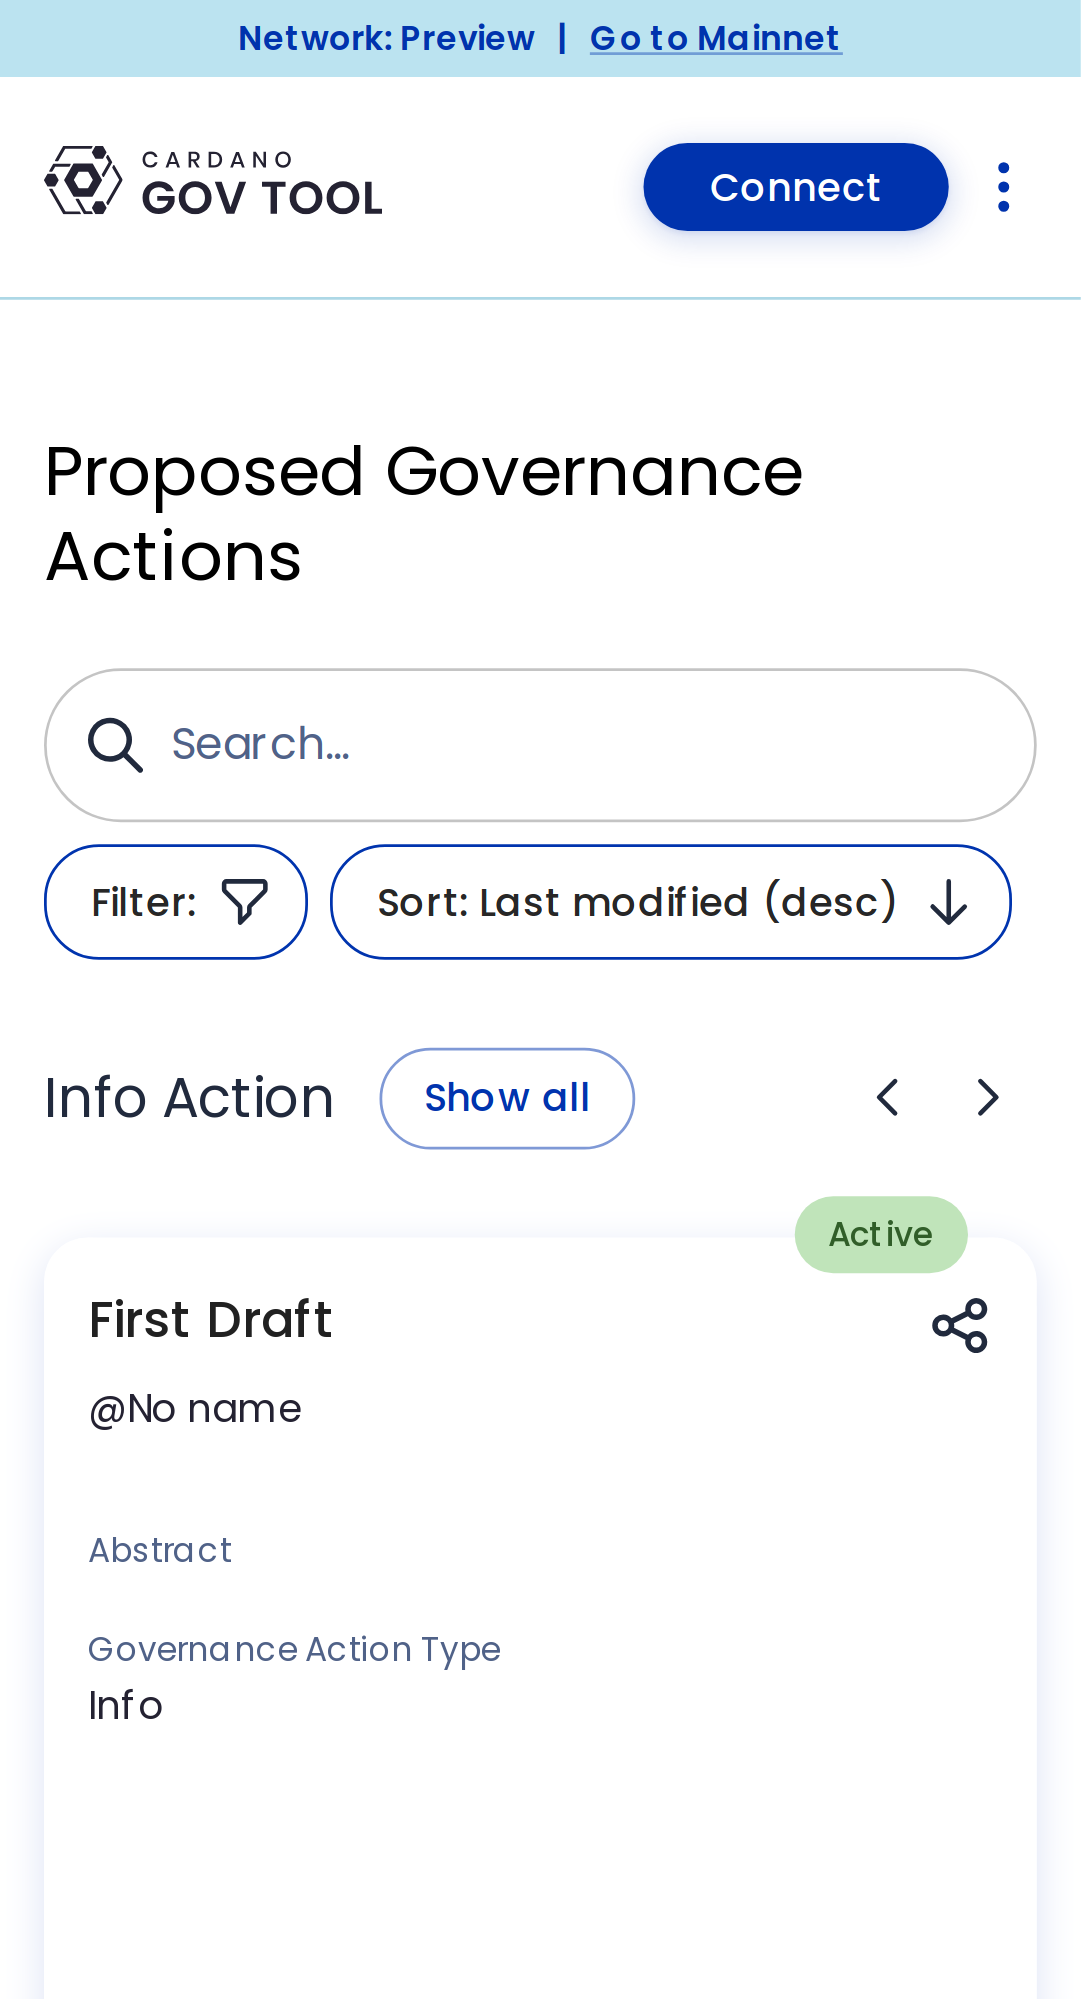 Network: Preview | Go to Mainnet
CARDANO
GOV TOOL
Connect
Proposed Governance
Actions
Search...
Filter:
Sort: Last modified (desc)
Info Action
Show all
Active
First Draft
@No name
Abstract
Governance Action Type
Info